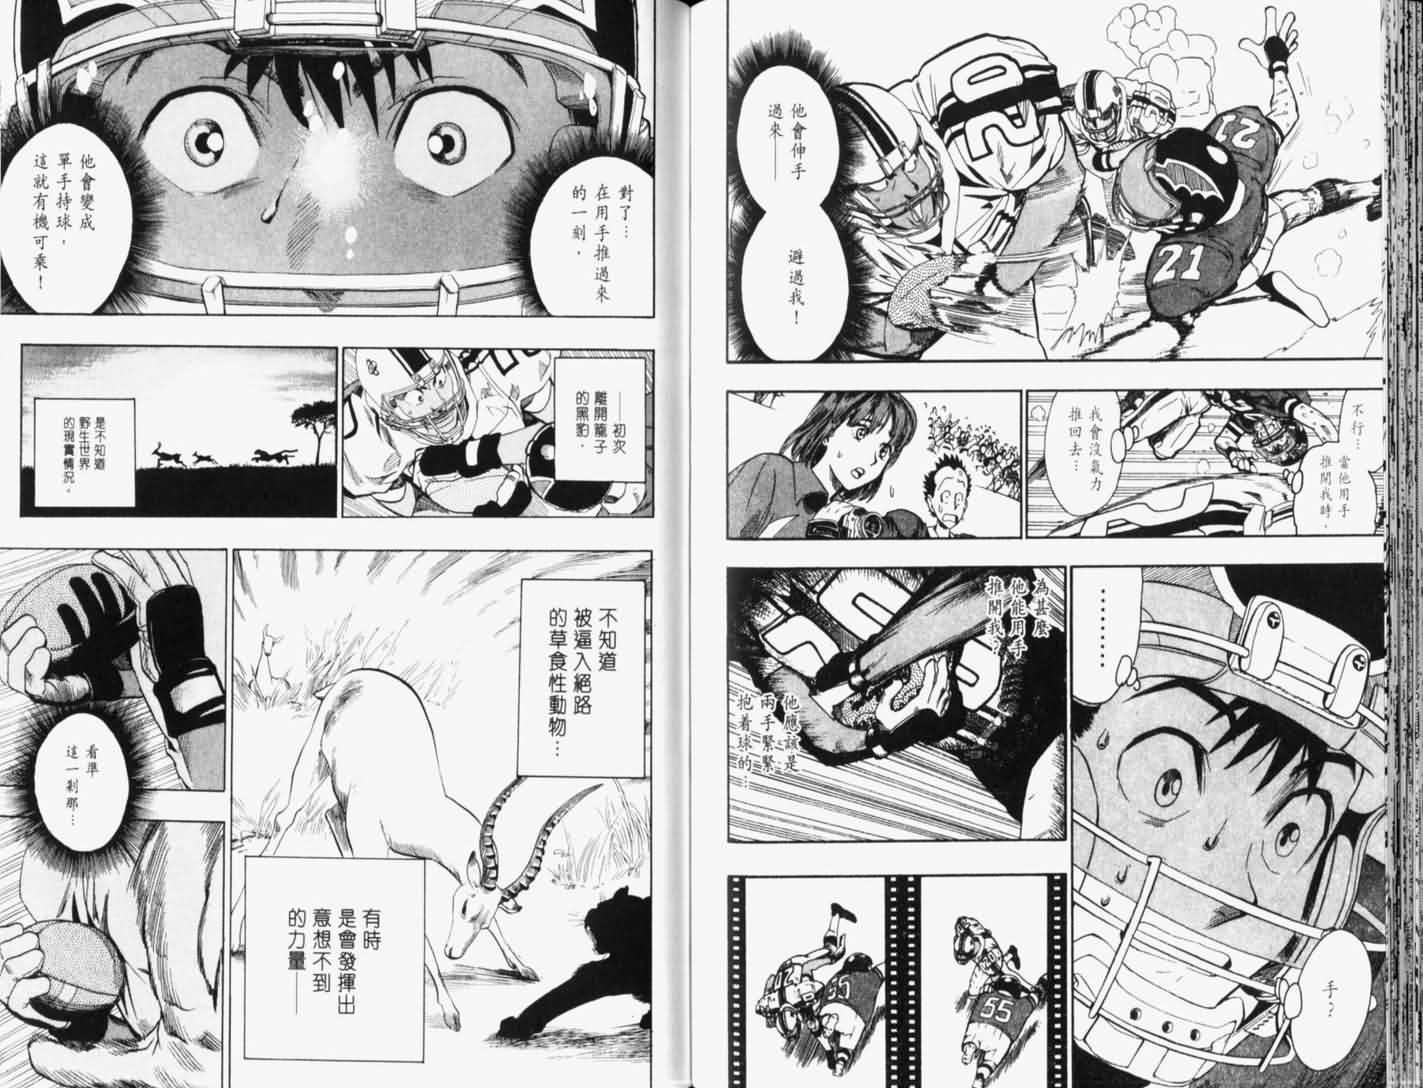 他會伸手
過來——
避過我！
21
21
不行…
當他用手
推開我時，
我會沒氣力
推回去…
…………
手？
為甚麼
他能用手
推開我？
他應該是
兩手緊緊
抱着球的…
55
55
對了…
在用手推過來
的一刻，
他會變成
單手持球，
這就有機可乘！
——初次
離開籠子
的黑豹，
是不知道
野生世界
的現實情況。
不知道
被逼入絕路
的草食性動物…
有時
是會發揮出
意想不到
的力量——
看準
這一剎那…